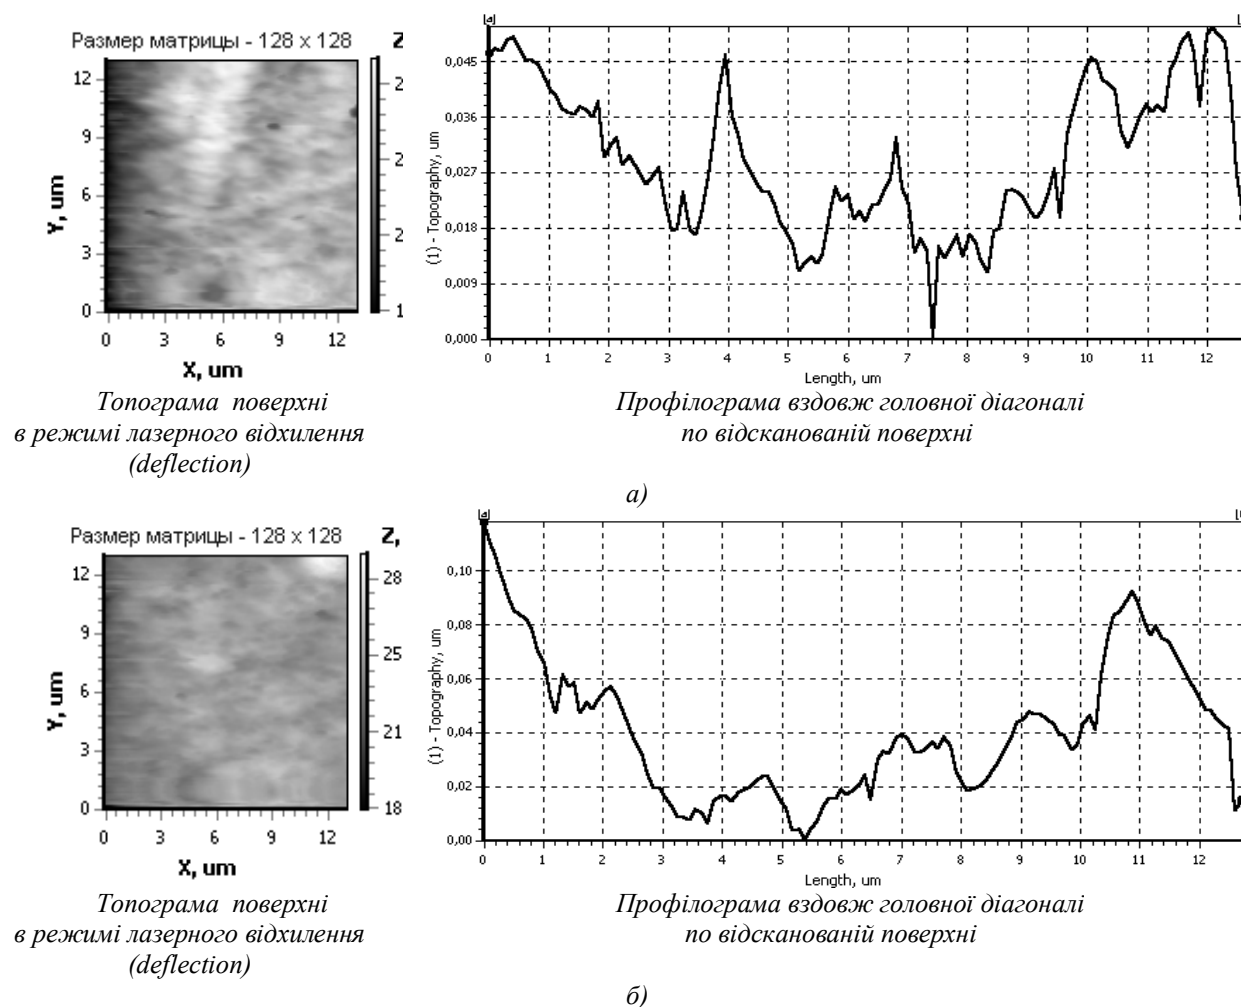 Размер матрицы - 128 x 128 Z
12
9
6
3
0
Y, um
2
2
2
1
0 3 6 9 12
X, um
0,045
0,036
0,027
0,018
0,009
0,000
(1) - Topography, um
0 1 2 3 4 5 6 7 8 9 10 11 12
Length, um
Топограма поверхні
в режимі лазерного відхилення
(deflection)
Профілограма вздовж головної діагоналі
по відсканованій поверхні
а)
Размер матрицы - 128 x 128 Z,
12
9
6
3
0
Y, um
28
25
21
18
0 3 6 9 12
X, um
0,10
0,08
0,06
0,04
0,02
0,00
(1) - Topography, um
0 1 2 3 4 5 6 7 8 9 10 11 12
Length, um
Топограма поверхні
в режимі лазерного відхилення
(deflection)
Профілограма вздовж головної діагоналі
по відсканованій поверхні
б)